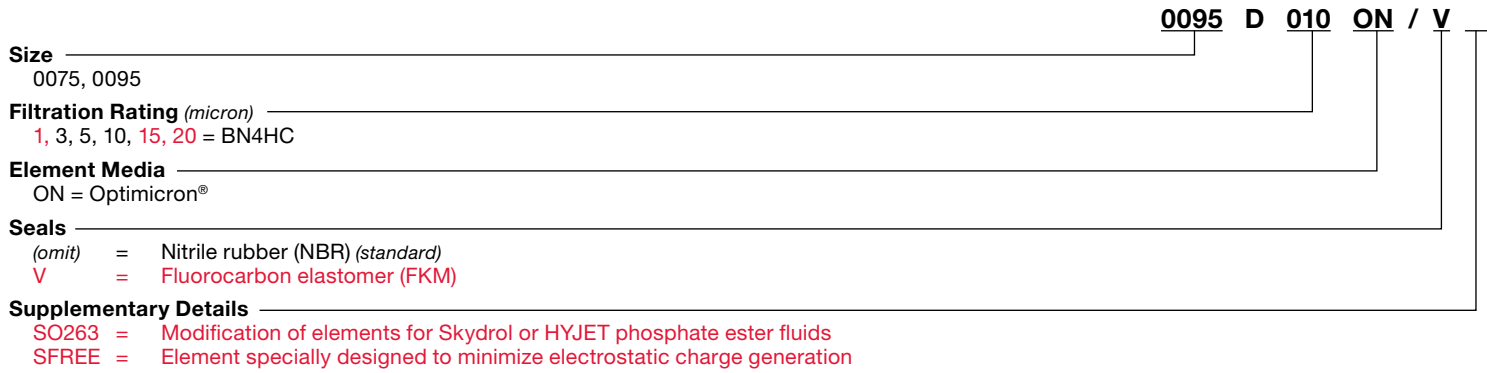 0095 D 010 ON / V
Size
0075, 0095
Filtration Rating (micron)
1, 3, 5, 10, 15, 20 = BN4HC
Element Media
ON = Optimicron®
Seals
(omit) = Nitrile rubber (NBR) (standard)
V = Fluorocarbon elastomer (FKM)
Supplementary Details
SO263 = Modification of elements for Skydrol or HYJET phosphate ester fluids
SFREE = Element specially designed to minimize electrostatic charge generation